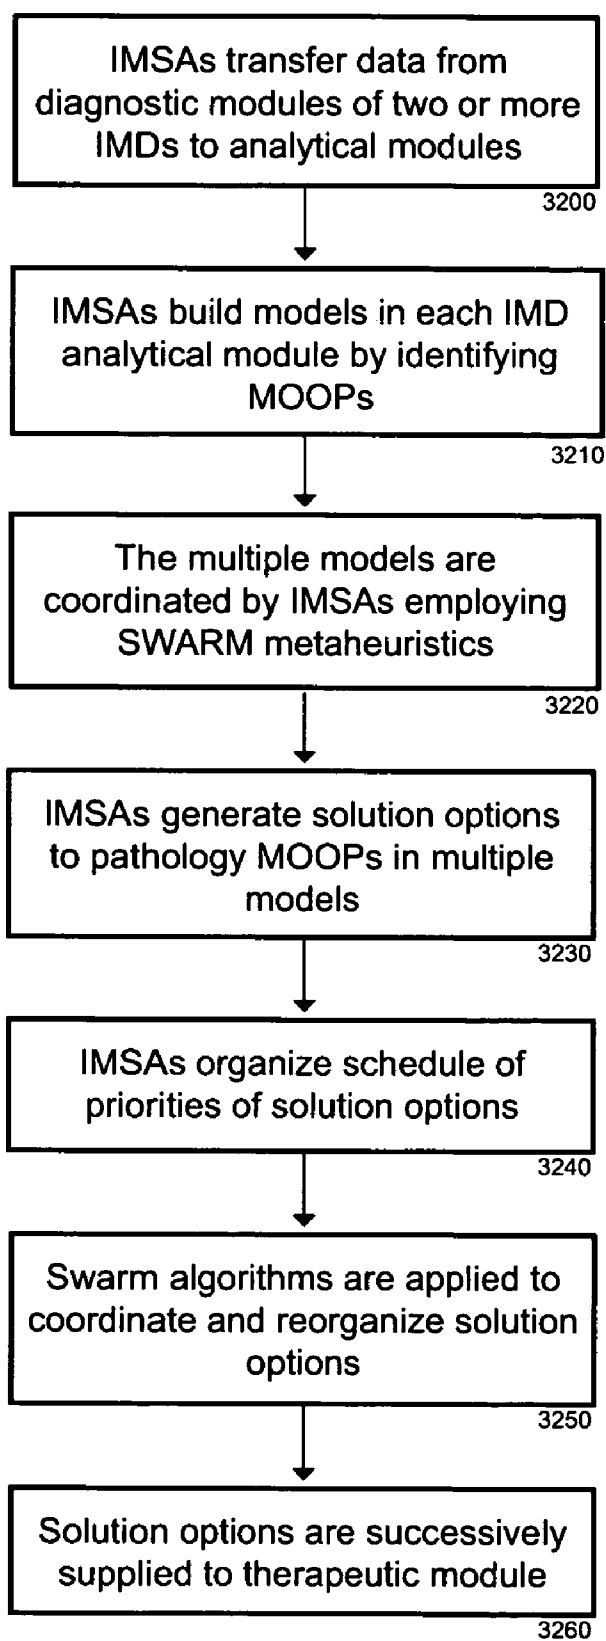 IMSAs transfer data from
diagnostic modules of two or more
IMDs to analytical modules
3200
IMSAs build models in each IMD
analytical module by identifying
MOOPs
3210
The multiple models are
coordinated by IMSAs employing
SWARM metaheuristics
3220
IMSAs generate solution options
to pathology MOOPs in multiple
models
3230
IMSAs organize schedule of
priorities of solution options
3240
Swarm algorithms are applied to
coordinate and reorganize solution
options
3250
Solution options are successively
supplied to therapeutic module
3260